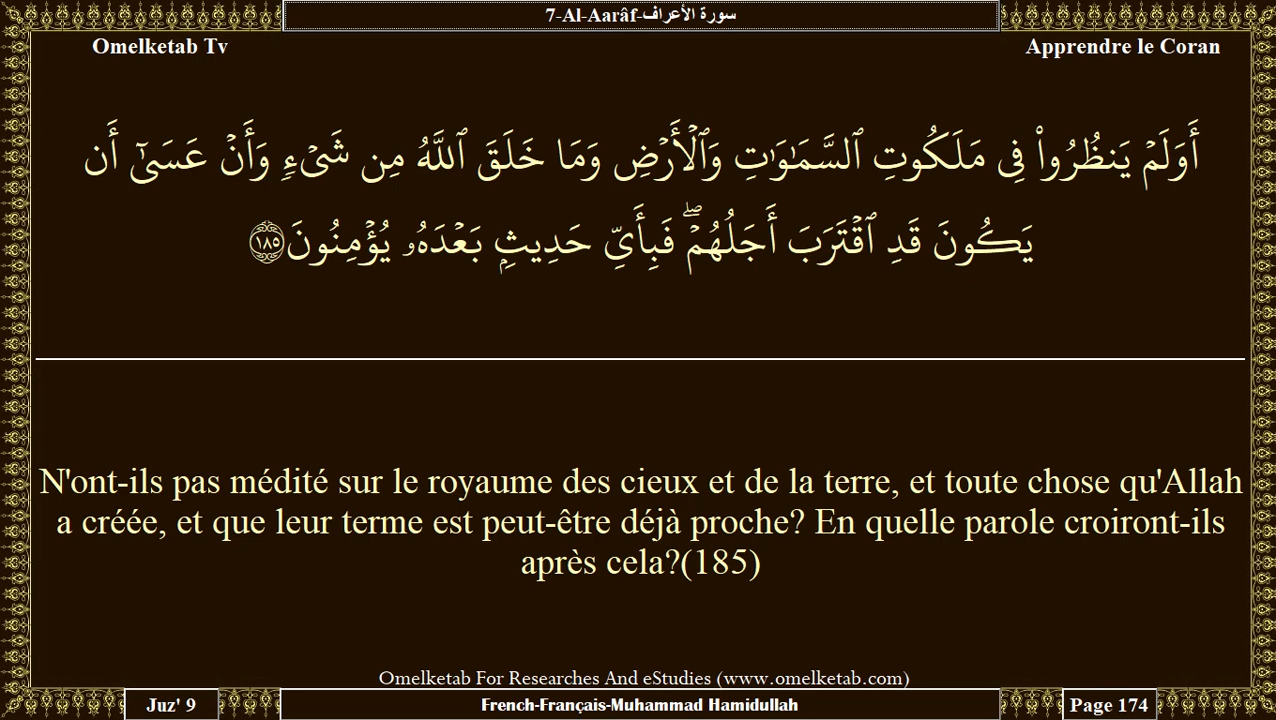 7-Al-Aarâf-سورة الأعراف
Omelketab Tv
Apprendre le Coran
أَوَلَمۡ يَنظُرُواْ فِي مَلَكُوتِ ٱلسَّمَٰوَٰتِ وَٱلۡأَرۡضِ وَمَا خَلَقَ ٱللَّهُ مِن شَيۡءٖ وَأَنۡ عَسَىٰٓ أَن
يَكُونَ قَدِ ٱقۡتَرَبَ أَجَلُهُمۡۖ فَبِأَيِّ حَدِيثِۭ بَعۡدَهُۥ يُؤۡمِنُونَ ١٨٥
N'ont-ils pas médité sur le royaume des cieux et de la terre, et toute chose qu'Allah
a créée, et que leur terme est peut-être déjà proche? En quelle parole croiront-ils
après cela?(185)
Omelketab For Researches And eStudies (www.omelketab.com)
Juz' 9
French-Français-Muhammad Hamidullah
Page 174